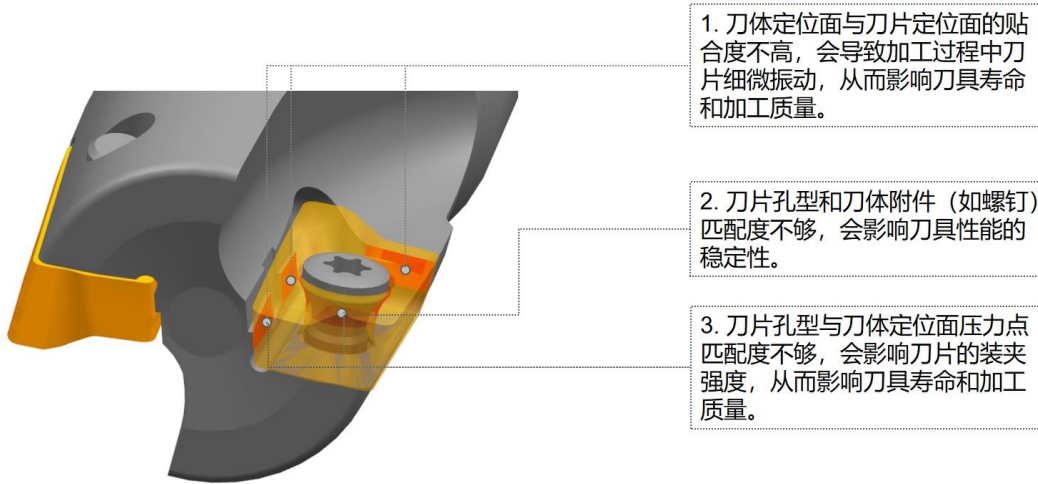 1. 刀体定位面与刀片定位面的贴
合度不高，会导致加工过程中刀
片细微振动，从而影响刀具寿命
和加工质量。
2. 刀片孔型和刀体附件（如螺钉）
匹配度不够，会影响刀具性能的
稳定性。
3. 刀片孔型与刀体定位面压力点
匹配度不够，会影响刀片的装夹
强度，从而影响刀具寿命和加工
质量。